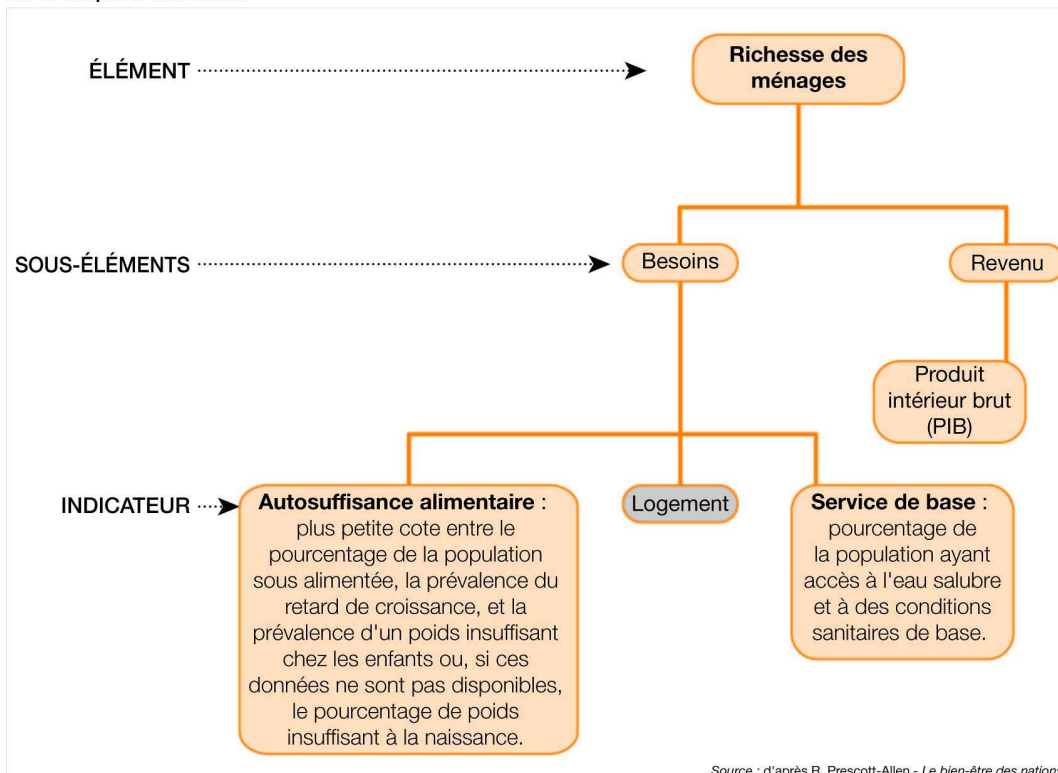 ÉLÉMENT
Richesse des
ménages
SOUS-ÉLÉMENTS
Besoins
Revenu
Produit
intérieur brut
(PIB)
INDICATEUR
Autosuffisance alimentaire :
plus petite cote entre le
pourcentage de la population
sous alimentée, la prévalence du
retard de croissance, et la
prévalence d'un poids insuffisant
chez les enfants ou, si ces
données ne sont pas disponibles,
le pourcentage de poids
insuffisant à la naissance.
Logement
Service de base :
pourcentage de
la population ayant
accès à l'eau salubre
et à des conditions
sanitaires de base.
Source : d'après R. Prescott-Allen - Le bien-être des nations